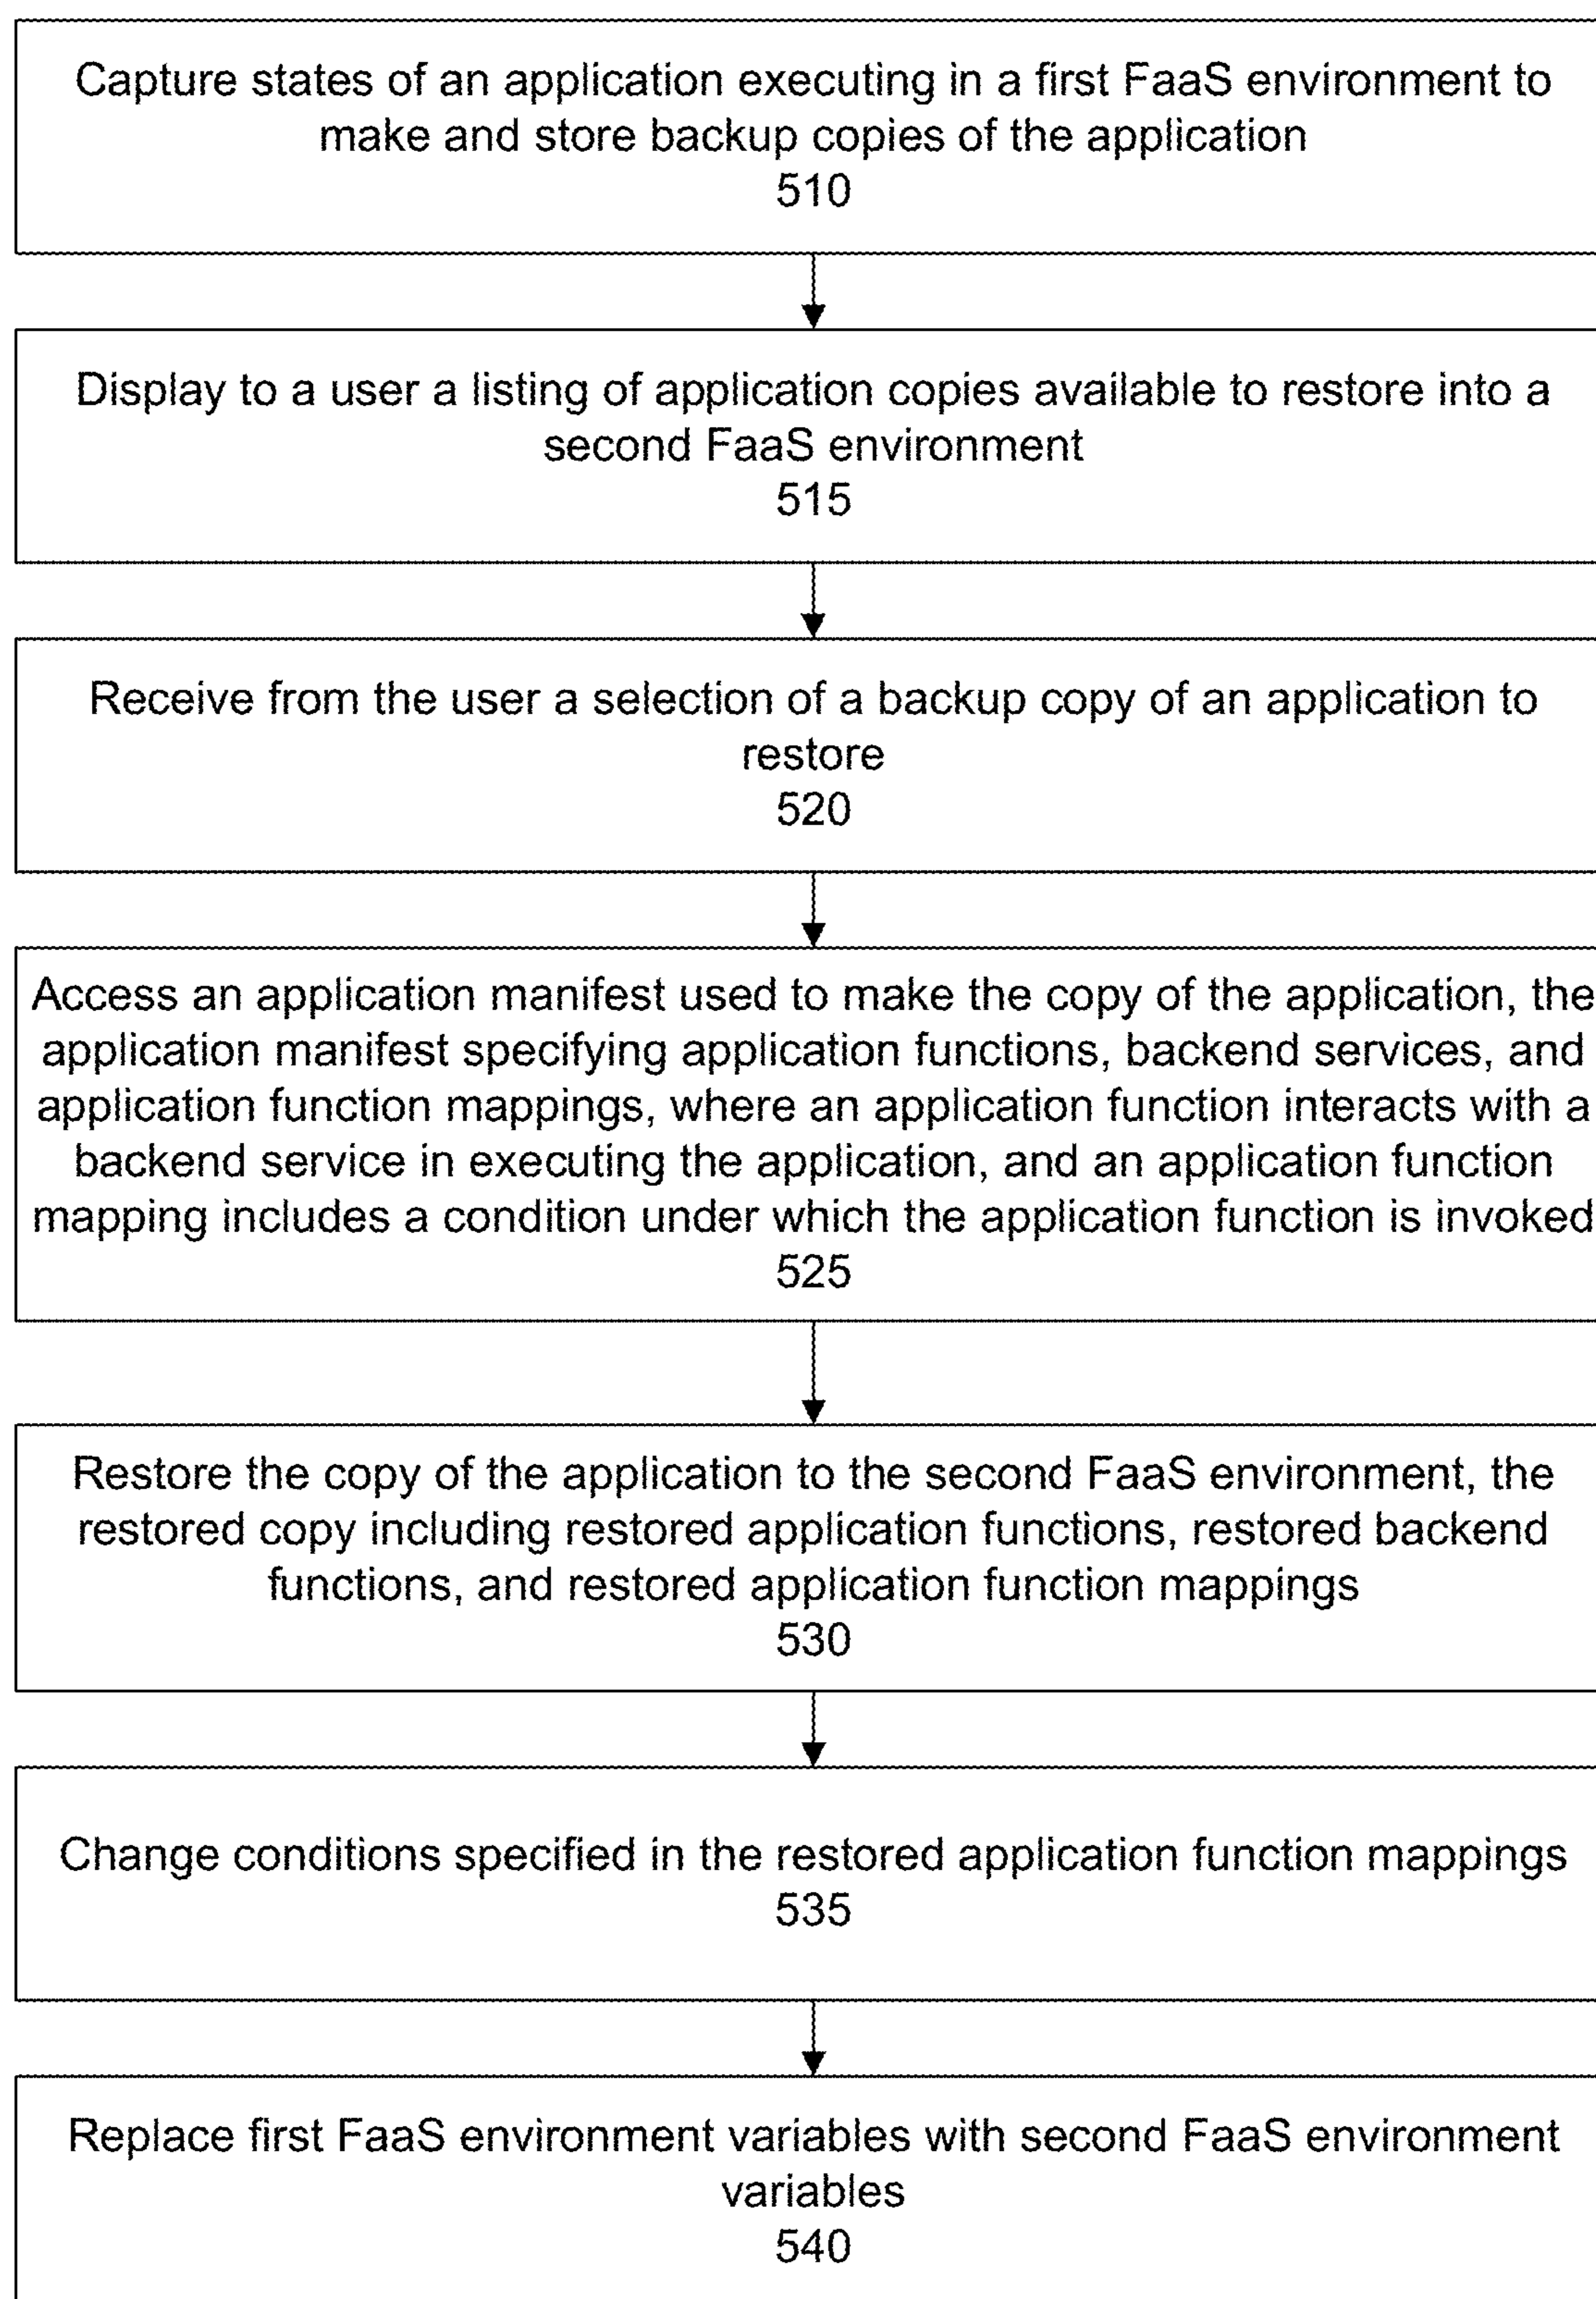 Capture states of an application executing in a first FaaS environment to
make and store backup copies of the application
510
Display to a user a listing of application copies available to restore into a
second FaaS environment
515
Receive from the user a selection of a backup copy of an application to
restore
520
Access an application manifest used to make the copy of the application, the
application manifest specifying application functions, backend services, and
application function mappings, where an application function interacts with a
backend service in executing the application, and an application function
mapping includes a condition under which the application function is invoked
525
Restore the copy of the application to the second FaaS environment, the
restored copy including restored application functions, restored backend
functions, and restored application function mappings
530
Change conditions specified in the restored application function mappings
535
Replace first FaaS environment variables with second FaaS environment
variables
540